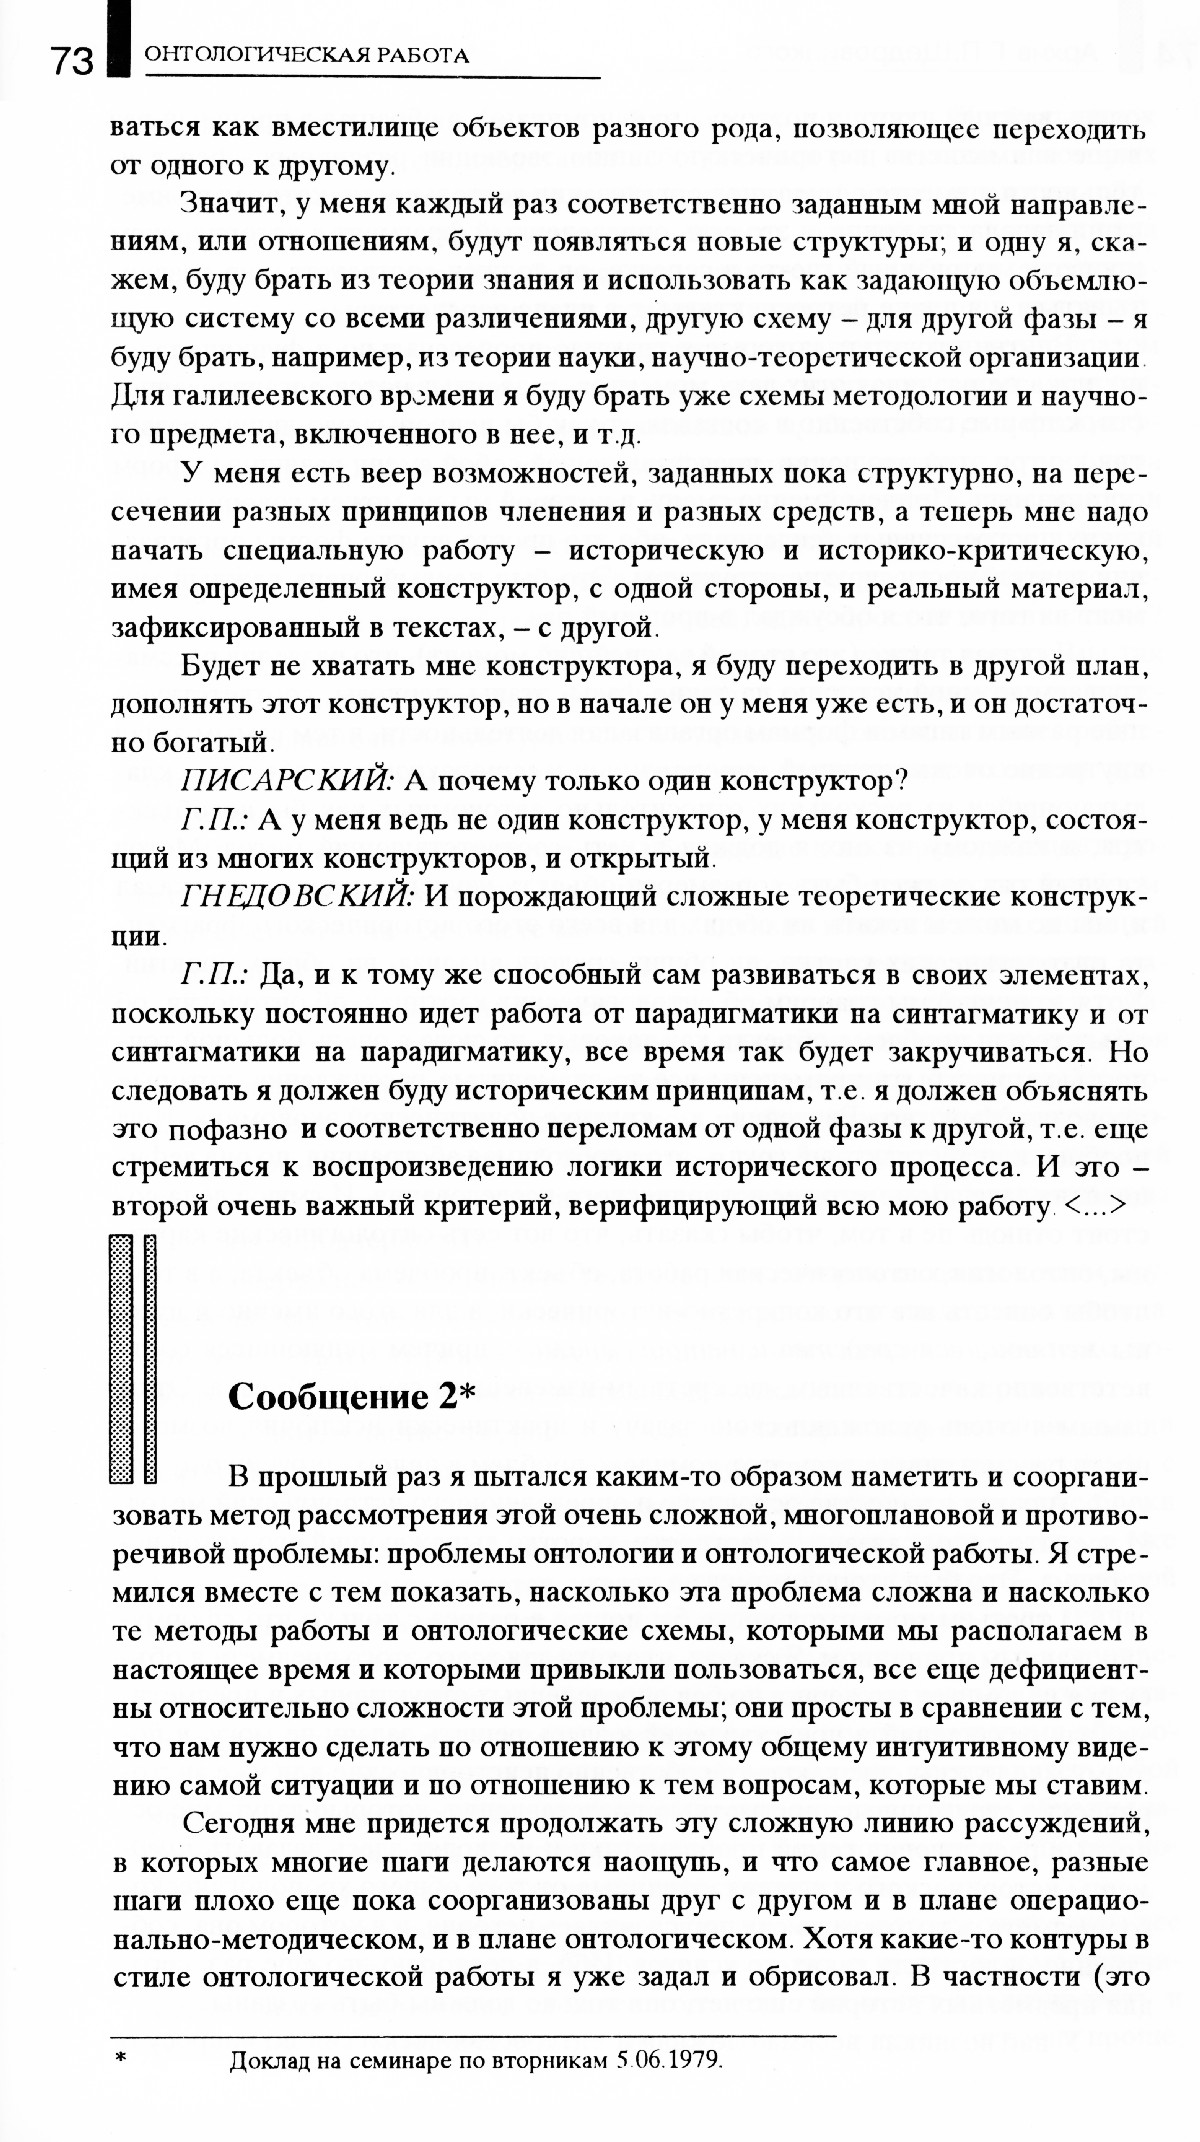 73
ОНТОЛОГИЧЕСКАЯ РАБОТА
ваться как вместилище объектов разного рода, позволяющее переходить
от одного к другому.
Значит, у меня каждый раз соответственно заданным мной направле-
ниям, или отношениям, будут появляться новые структуры; и одну я, ска-
жем, буду брать из теории знания и использовать как задающую объемлю-
щую систему со всеми различениями, другую схему – для другой фазы – я
буду брать, например, из теории науки, научно-теоретической организации.
Для галилеевского времени я буду брать уже схемы методологии и научно-
го предмета, включенного в нее, и т.д.
У меня есть веер возможностей, заданных пока структурно, на пере-
сечении разных принципов членения и разных средств, а теперь мне надо
начать специальную работу – историческую и историко-критическую,
имея определенный конструктор, с одной стороны, и реальный материал,
зафиксированный в текстах, – с другой.
Будет не хватать мне конструктора, я буду переходить в другой план,
дополнять этот конструктор, но в начале он у меня уже есть, и он достаточ-
но богатый.
ПИСАРСКИЙ: А почему только один конструктор?
Г.П.: А у меня ведь не один конструктор, у меня конструктор, состоя-
щий из многих конструкторов, и открытый.
ГНЕДОВСКИЙ: И порождающий сложные теоретические конструк-
ции.
Г.П.: Да, и к тому же способный сам развиваться в своих элементах,
поскольку постоянно идет работа от парадигматики на синтагматику и от
синтагматики на парадигматику, все время так будет закручиваться. Но
следовать я должен буду историческим принципам, т.е. я должен объяснять
это пофазно и соответственно переломам от одной фазы к другой, т.е. еще
стремиться к воспроизведению логики исторического процесса. И это –
второй очень важный критерий, верифицирующий всю мою работу. <...>
Сообщение 2*
В прошлый раз я пытался каким-то образом наметить и сооргани-
зовать метод рассмотрения этой очень сложной, многоплановой и противо-
речивой проблемы: проблемы онтологии и онтологической работы. Я стре-
мился вместе с тем показать, насколько эта проблема сложна и насколько
те методы работы и онтологические схемы, которыми мы располагаем в
настоящее время и которыми привыкли пользоваться, все еще дефициент-
ны относительно сложности этой проблемы; они просты в сравнении с тем,
что нам нужно сделать по отношению к этому общему интуитивному виде-
нию самой ситуации и по отношению к тем вопросам, которые мы ставим.
Сегодня мне придется продолжать эту сложную линию рассуждений,
в которых многие шаги делаются наощупь, и что самое главное, разные
шаги плохо еще пока соорганизованы друг с другом и в плане операцио-
нально-методическом, и в плане онтологическом. Хотя какие-то контуры в
стиле онтологической работы я уже задал и обрисовал. В частности (это
* Доклад на семинаре по вторникам 5.06.1979.